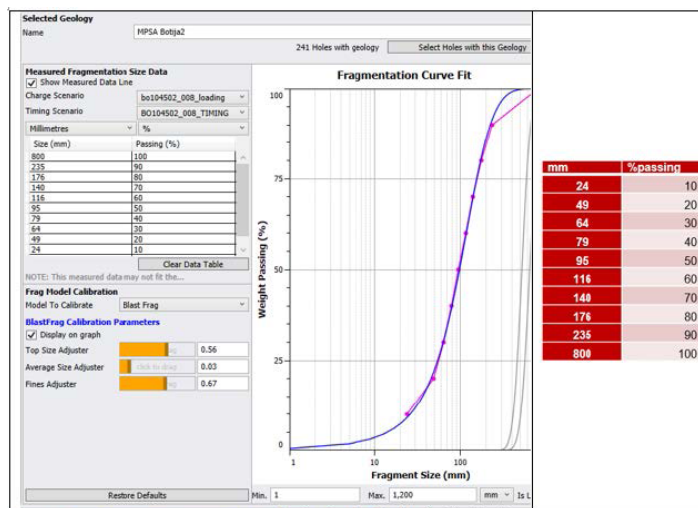 Selected Geology
Name MPSA Botija2
241 Holes with geology Select Holes with this Geology
Measured Fragmentation Size Data
Show Measured Data Line
Charge Scenario bo104502_008_loading
Timing Scenario BO104502_008_TIMING
Millimetres %
Size (mm) Passing (%)
800 100
235 90
176 80
140 70
116 60
95 50
79 40
64 30
49 20
24 10
Clear Data Table
NOTE: This measured data may not fit the...
Frag Model Calibration
Model To Calibrate Blast Frag
BlastFrag Calibration Parameters
Display on graph
Top Size Adjuster 0.56
Average Size Adjuster click to drag 0.03
Fines Adjuster 0.67
Restore Defaults
Fragmentation Curve Fit
Weight Passing (%)
100
75
50
25
0
1 10 100
Fragment Size (mm)
Min. 1 Max. 1,200 mm Is L
mm %passing
24 10
49 20
64 30
79 40
95 50
116 60
140 70
176 80
235 90
800 100